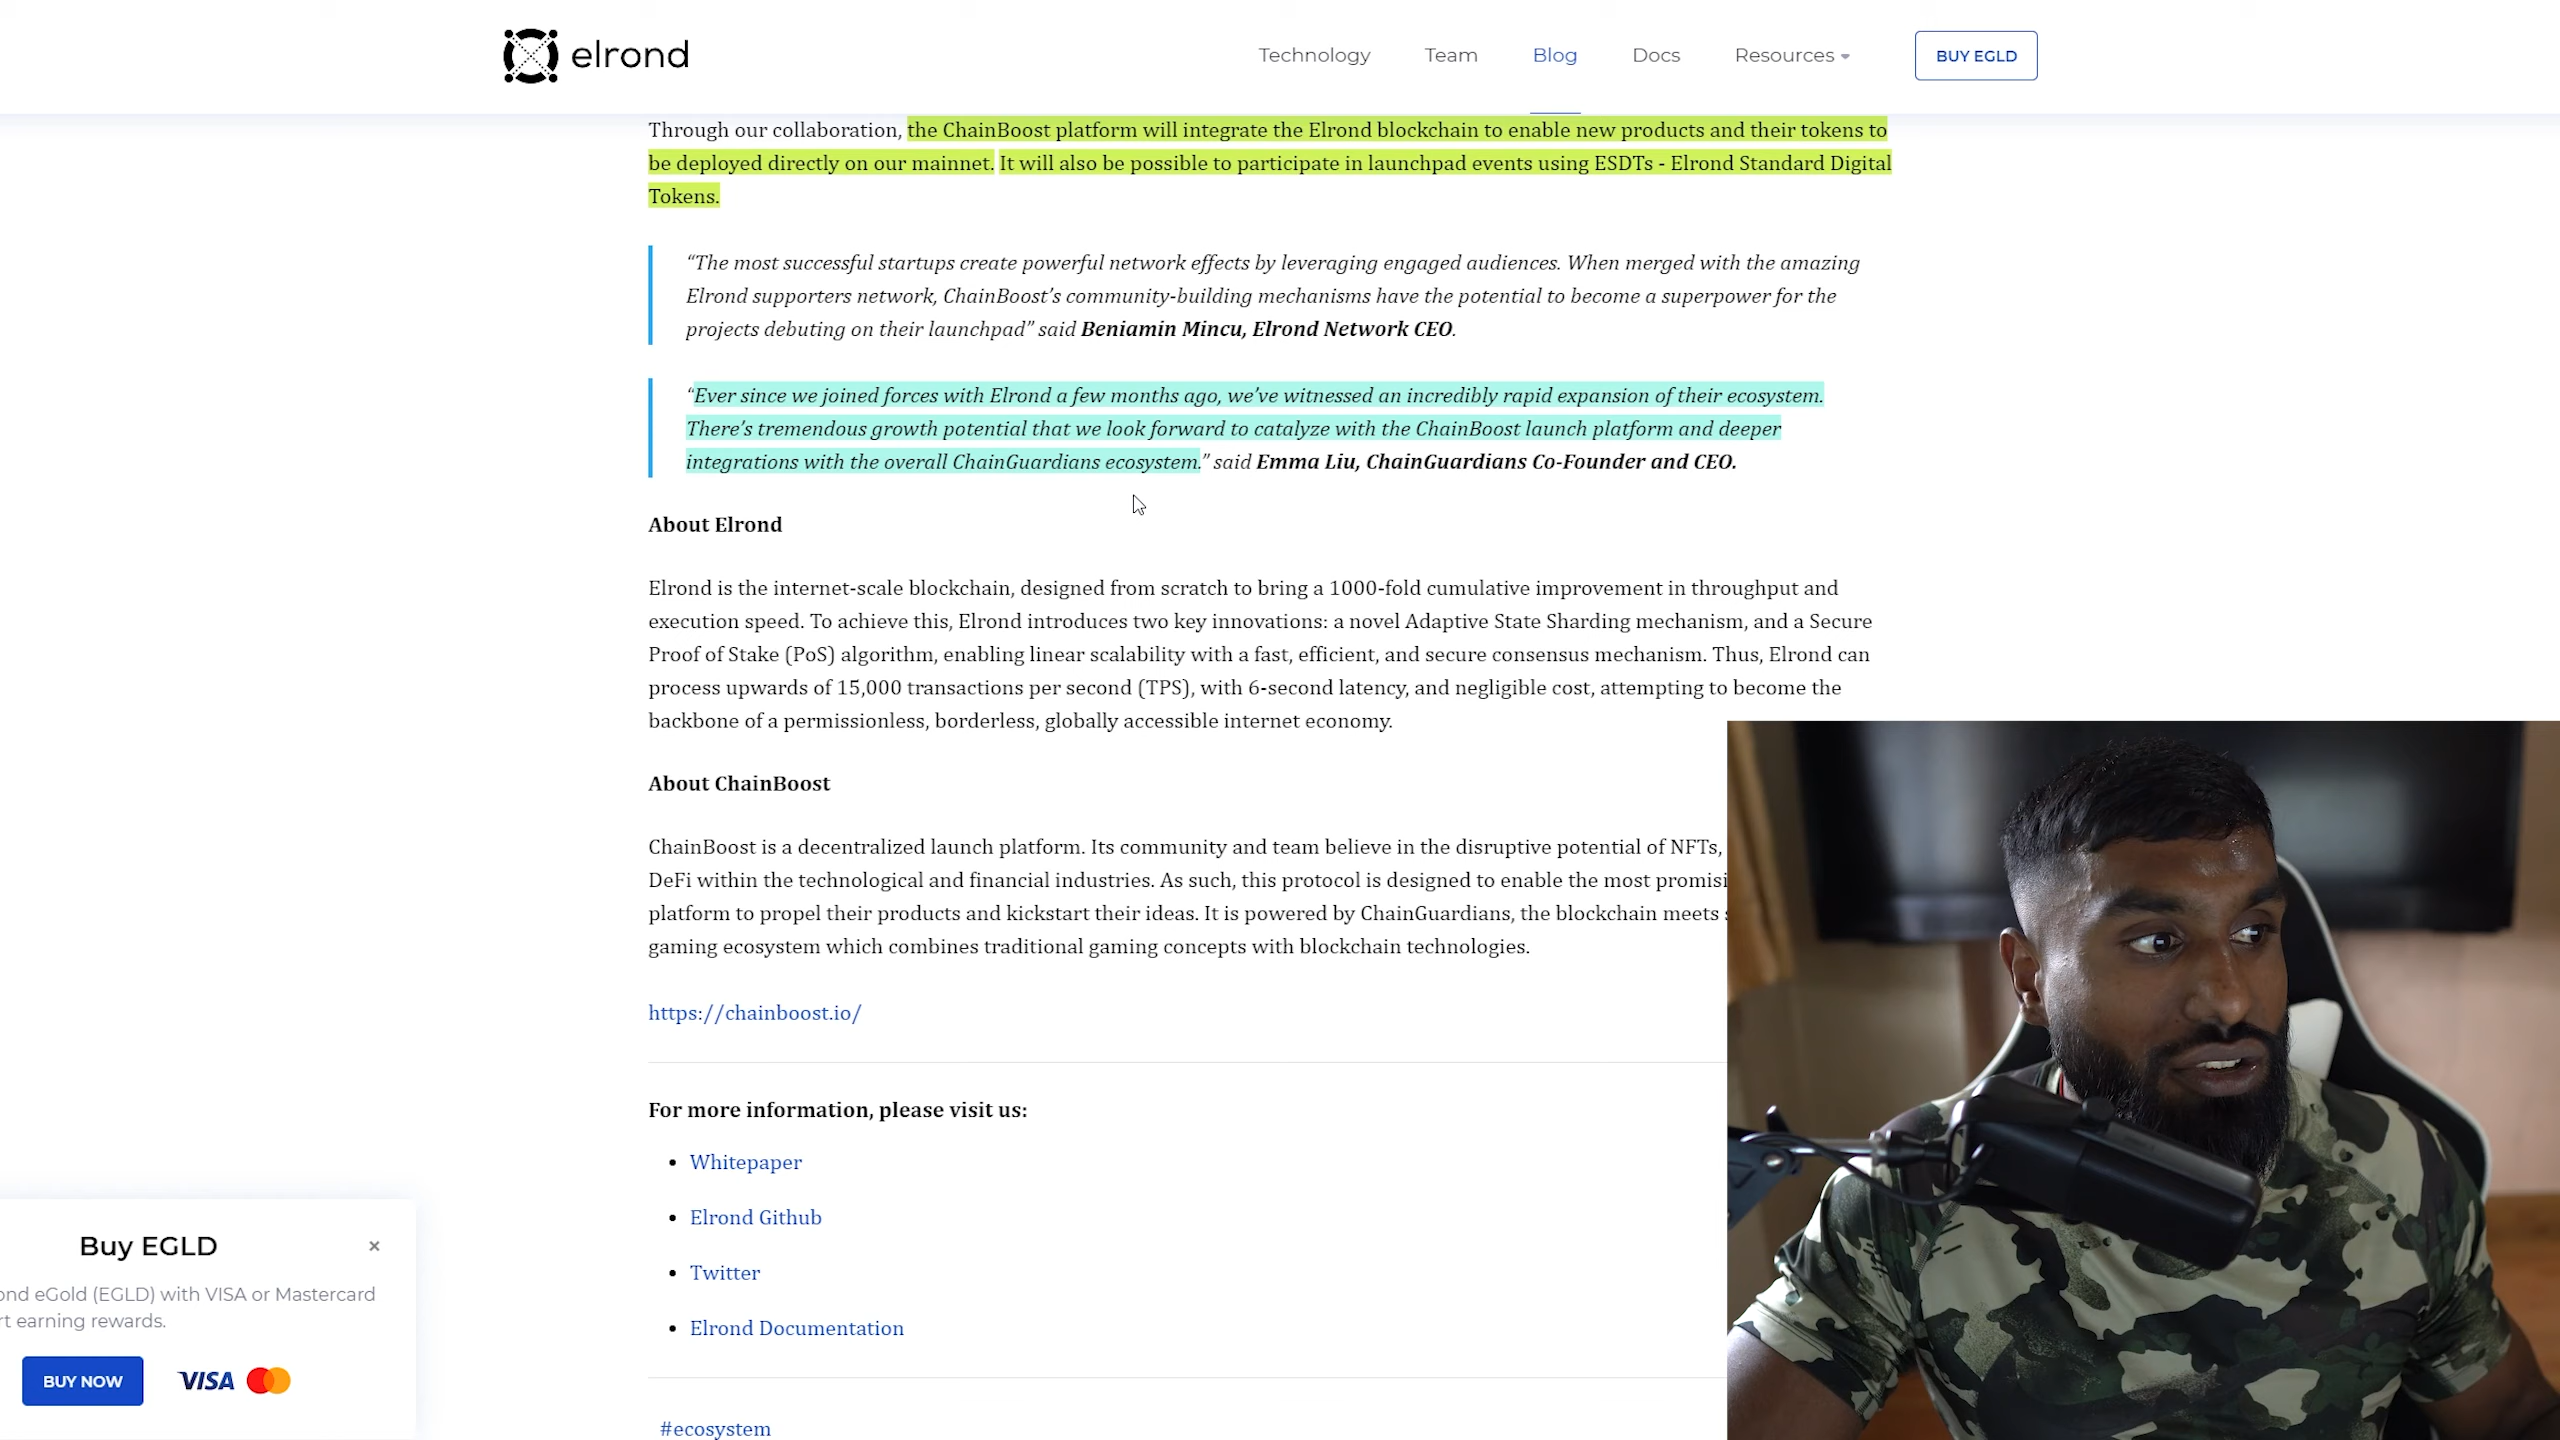 elrond
Technology Team Blog Docs Resources BUY EGLD
Through our collaboration, the ChainBoost platform will integrate the Elrond blockchain to enable new products and their tokens to
be deployed directly on our mainnet. It will also be possible to participate in launchpad events using ESDTs - Elrond Standard Digital
Tokens.
“The most successful startups create powerful network effects by leveraging engaged audiences. When merged with the amazing
Elrond supporters network, ChainBoost’s community-building mechanisms have the potential to become a superpower for the
projects debuting on their launchpad” said Beniamin Mincu, Elrond Network CEO.
“Ever since we joined forces with Elrond a few months ago, we’ve witnessed an incredibly rapid expansion of their ecosystem.
There’s tremendous growth potential that we look forward to catalyze with the ChainBoost launch platform and deeper
integrations with the overall ChainGuardians ecosystem.” said Emma Liu, ChainGuardians Co-Founder and CEO.
About Elrond
Elrond is the internet-scale blockchain, designed from scratch to bring a 1000-fold cumulative improvement in throughput and
execution speed. To achieve this, Elrond introduces two key innovations: a novel Adaptive State Sharding mechanism, and a Secure
Proof of Stake (PoS) algorithm, enabling linear scalability with a fast, efficient, and secure consensus mechanism. Thus, Elrond can
process upwards of 15,000 transactions per second (TPS), with 6-second latency, and negligible cost, attempting to become the
backbone of a permissionless, borderless, globally accessible internet economy.
About ChainBoost
ChainBoost is a decentralized launch platform. Its community and team believe in the disruptive potential of NFTs,
DeFi within the technological and financial industries. As such, this protocol is designed to enable the most promisi
platform to propel their products and kickstart their ideas. It is powered by ChainGuardians, the blockchain meets
gaming ecosystem which combines traditional gaming concepts with blockchain technologies.
https://chainboost.io/
For more information, please visit us:
• Whitepaper
• Elrond Github
• Twitter
• Elrond Documentation
#ecosystem
Buy EGLD ×
ond eGold (EGLD) with VISA or Mastercard
rt earning rewards.
BUY NOW VISA